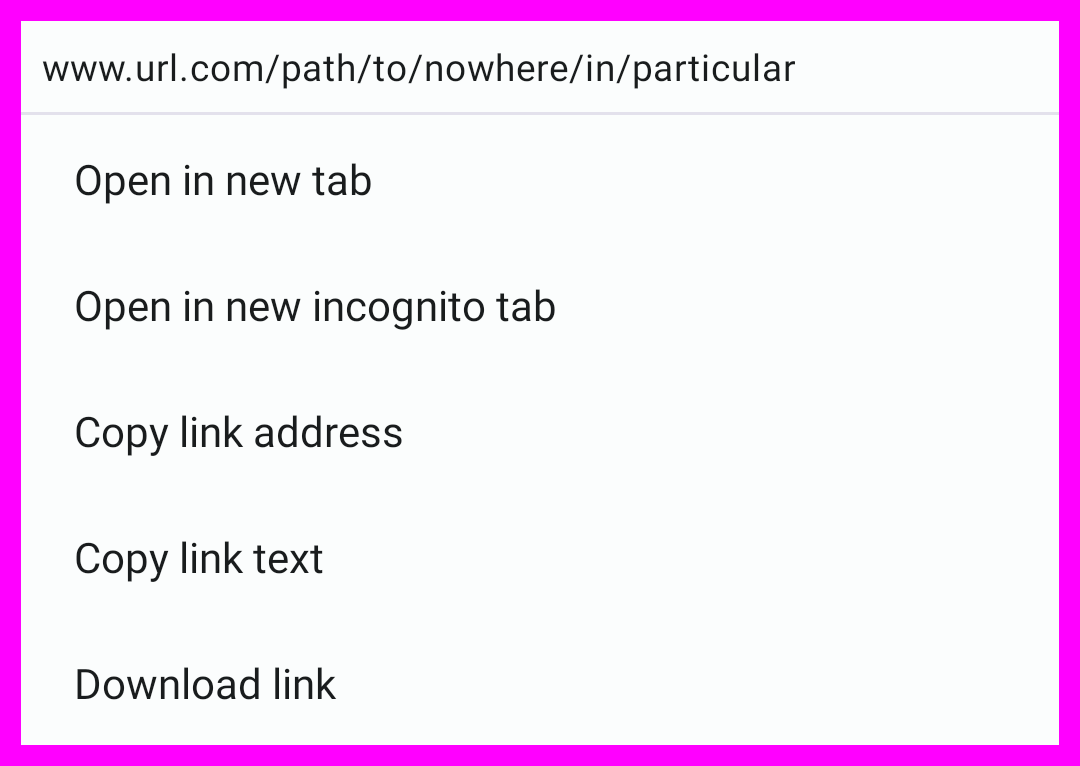 www.url.com/path/to/nowhere/in/particular
Open in new tab
Open in new incognito tab
Copy link address
Copy link text
Download link